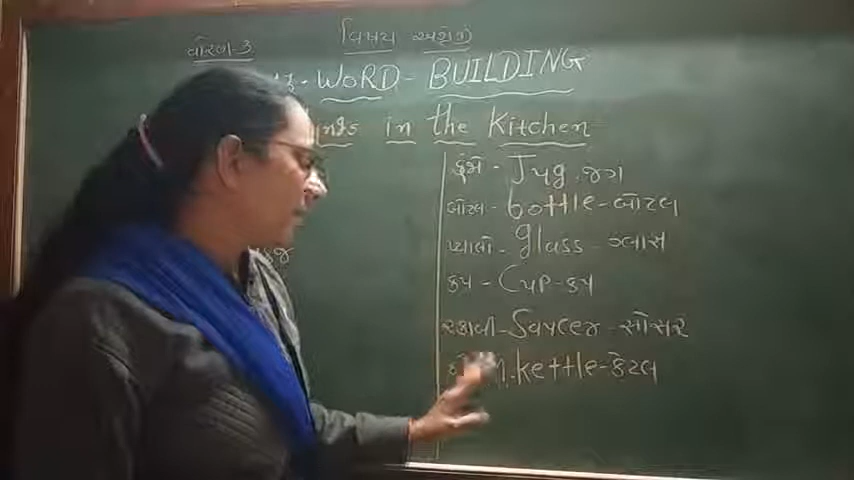 ધોરણ-3 વિષય અંગ્રેજી
WORD-BUILDING
in the Kitchen
કુંજો - Jug, જગ
બોટલ - bottle - બોટલ
પ્યાલો - glass - ગ્લાસ
કપ - Cup - કપ
રકાબી - Saucer - સોસર
kettle - કેટલ